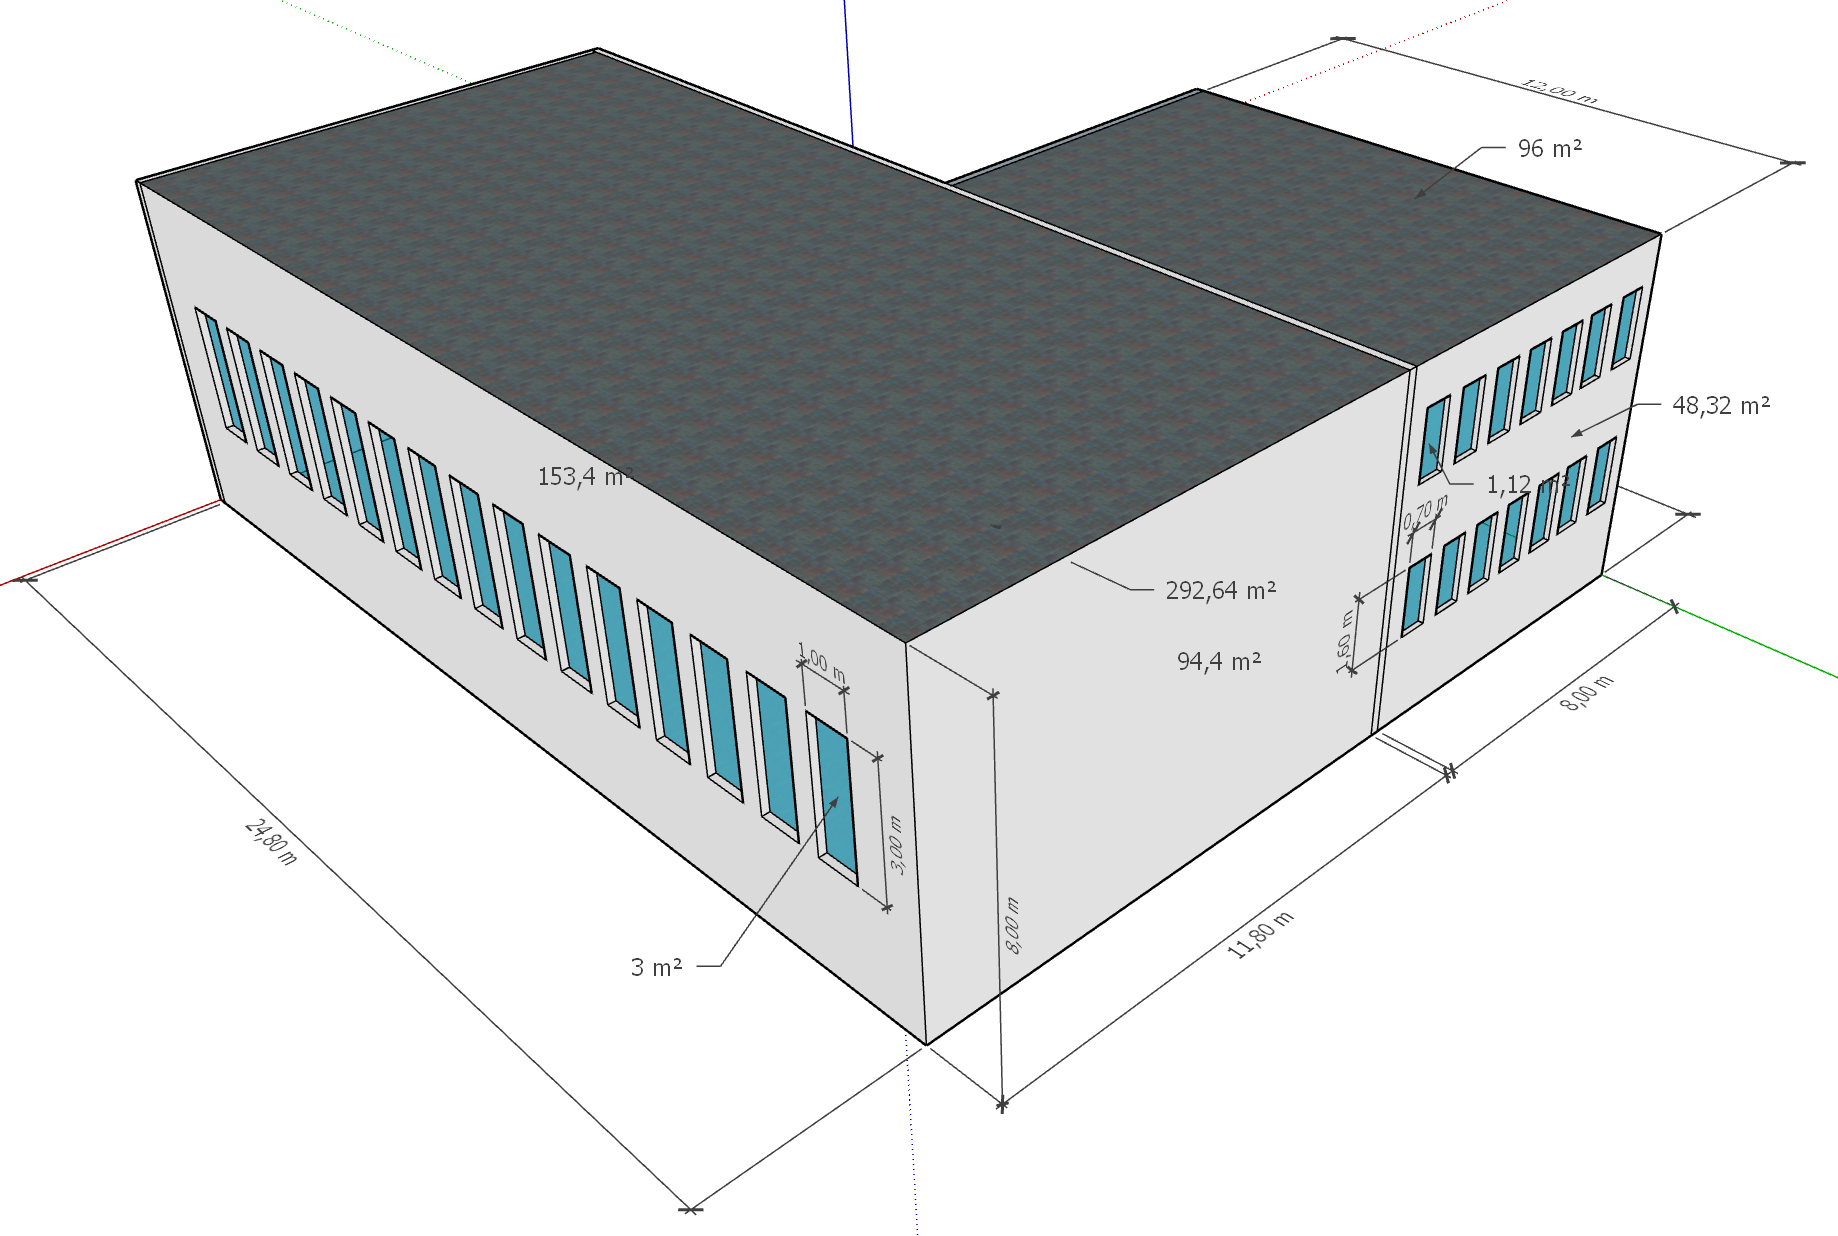 12,00 m
96 m²
48,32 m²
153,4 m²
1,12 m²
0,70 m
292,64 m²
1,60 m
94,4 m²
1,00 m
8,00 m
3,00 m
24,80 m
8,00 m
11,80 m
3 m²